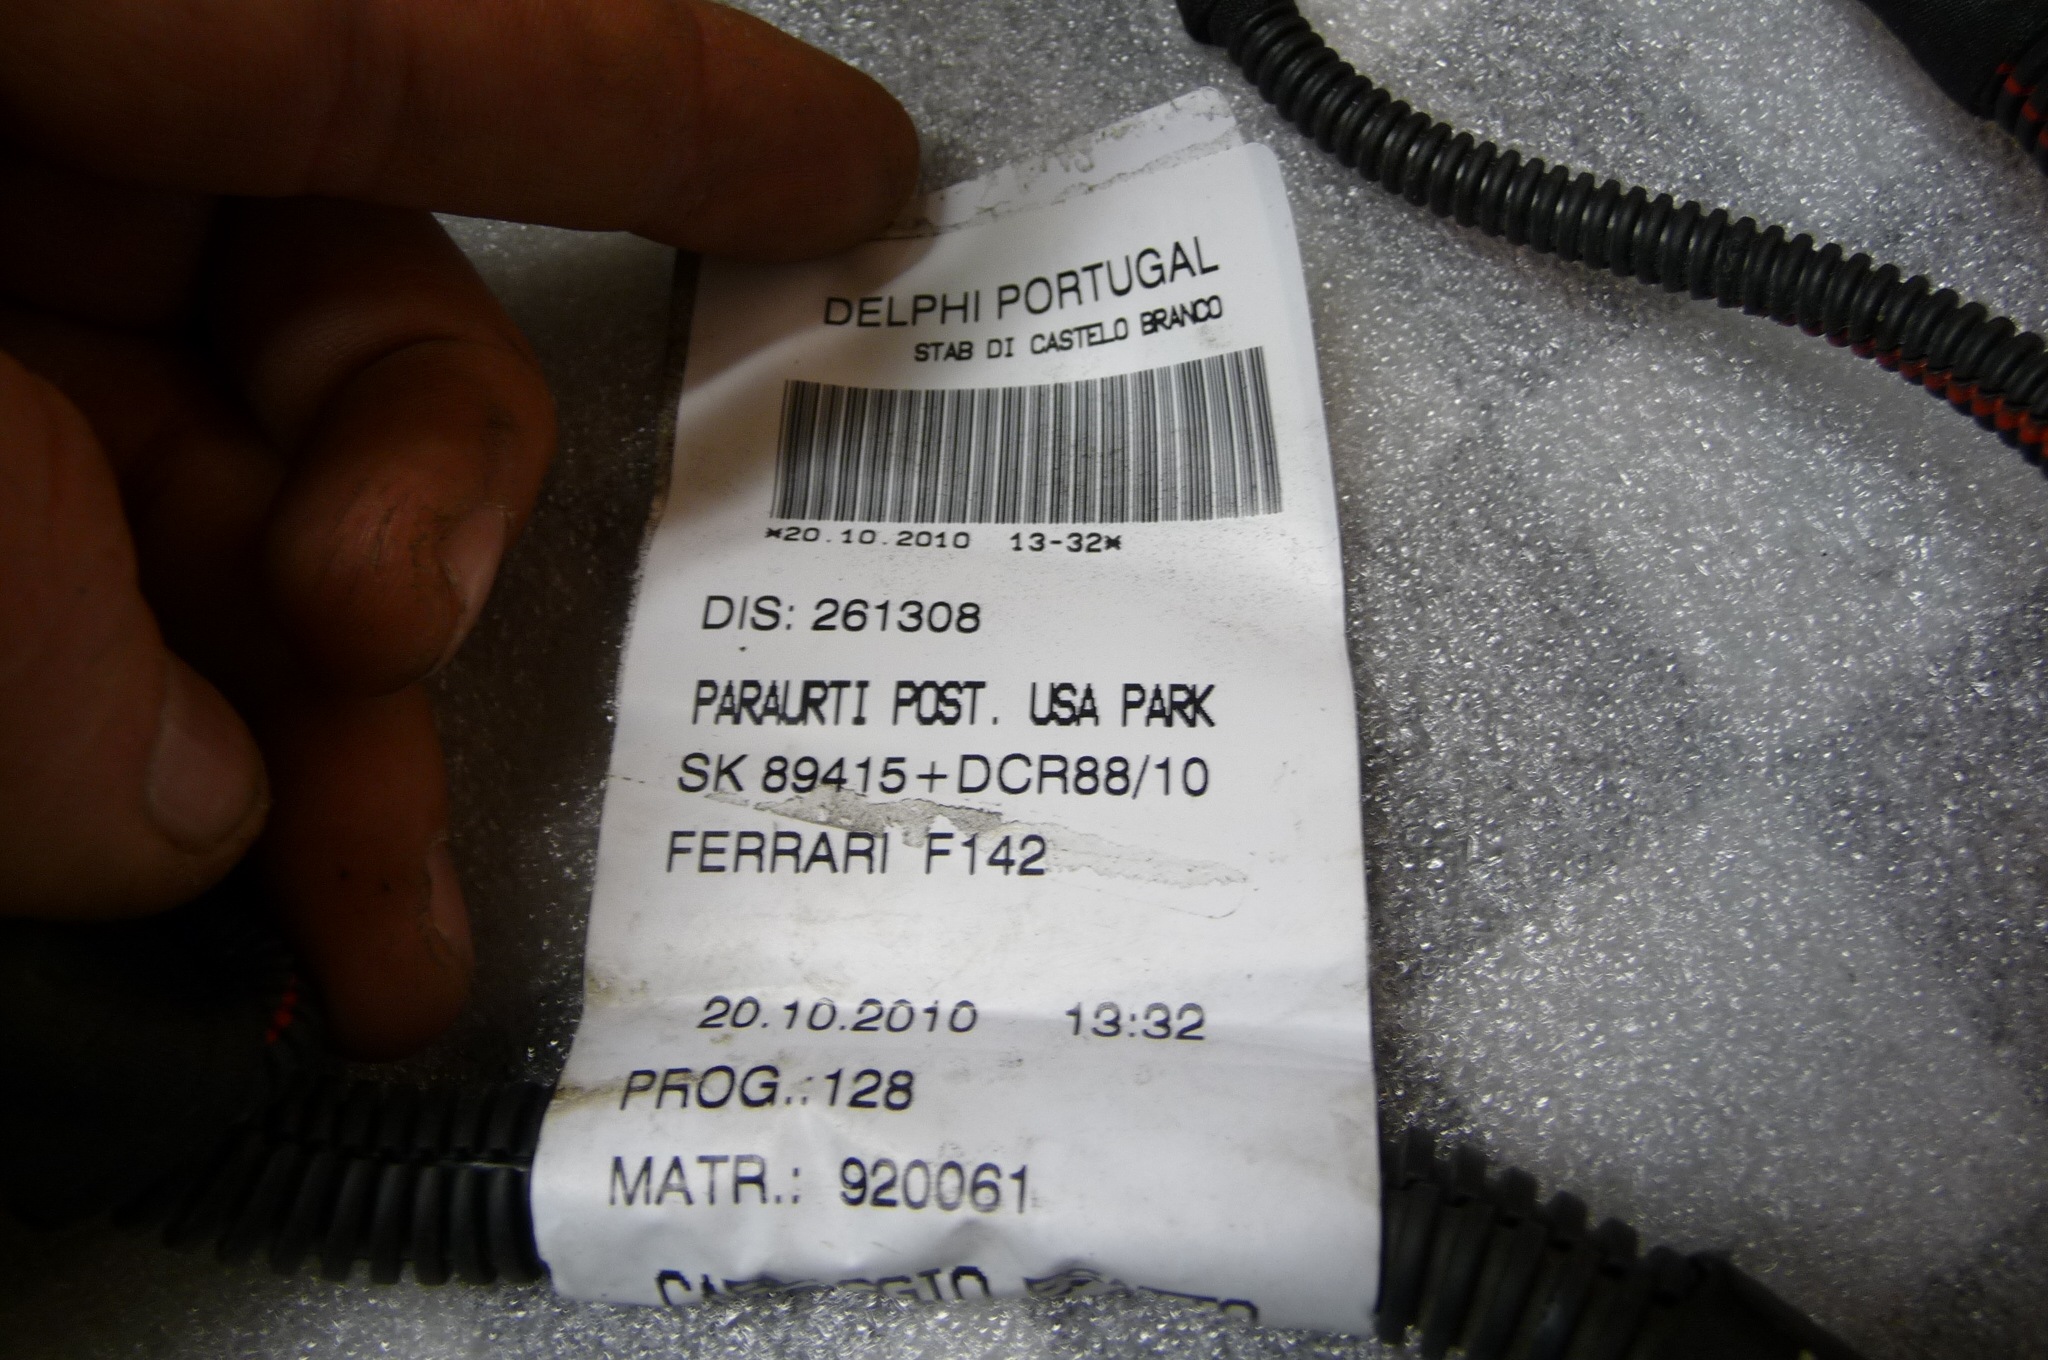 DELPHI PORTUGAL
STAB DI CASTELO BRANCO
*20.10.2010 13-32*
DIS: 261308
PARAURTI POST. USA PARK
SK 89415+DCR88/10
FERRARI F142
20.10.2010 13:32
PROG.:128
MATR.: 920061